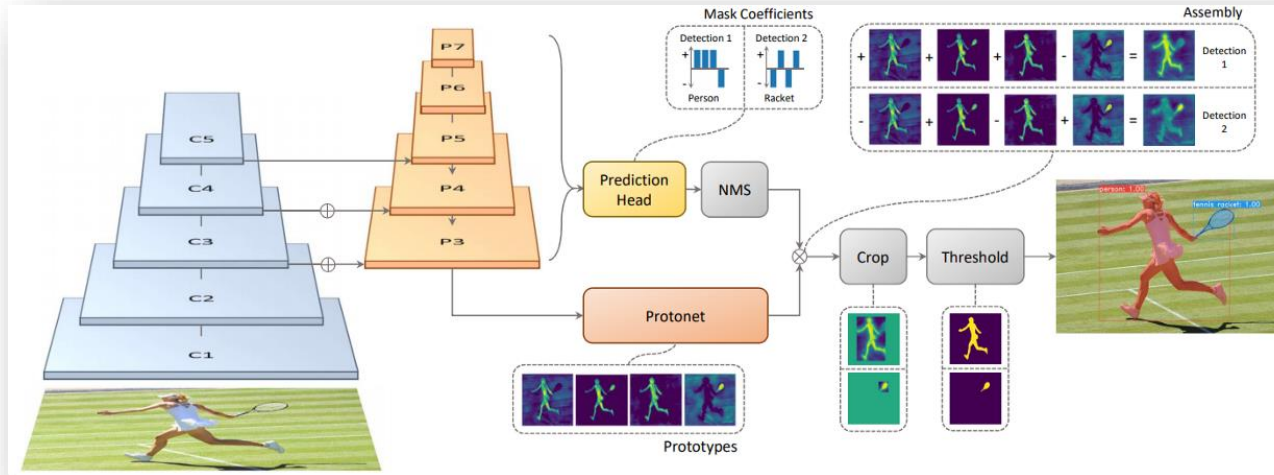 Mask Coefficients
Detection 1
Detection 2
+
-
Person
+
-
Racket
Assembly
+ + + - = Detection 1
- + - + = Detection 2
P7
P6
P5
P4
P3
C5
C4
C3
C2
C1
Prediction
Head
NMS
Crop
Threshold
Protonet
Prototypes
person: 1.00
tennis racket: 1.00